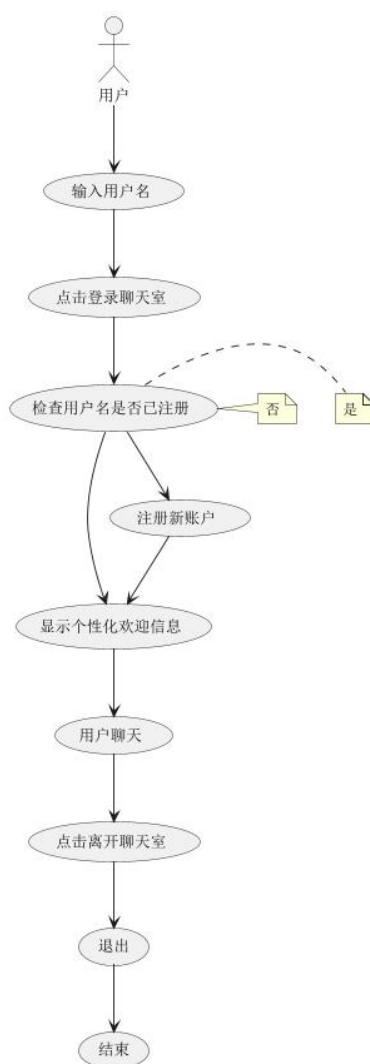 用户
输入用户名
点击登录聊天室
检查用户名是否已注册
否
是
注册新账户
显示个性化欢迎信息
用户聊天
点击离开聊天室
退出
结束